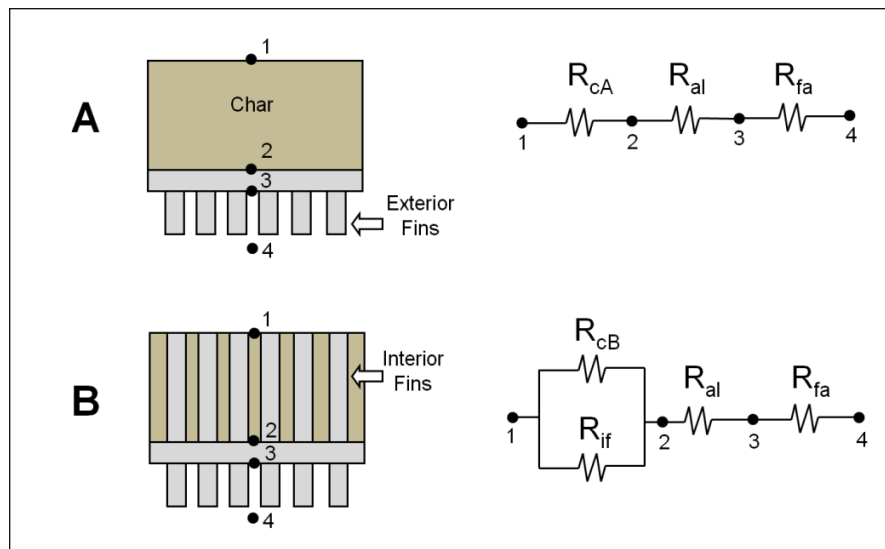 A
1
Char
2
3
Exterior
Fins
4
R_cA R_al R_fa
1 2 3 4
B
1
Interior
Fins
2
3
4
R_cB
R_al R_fa
1 R_if 2 3 4